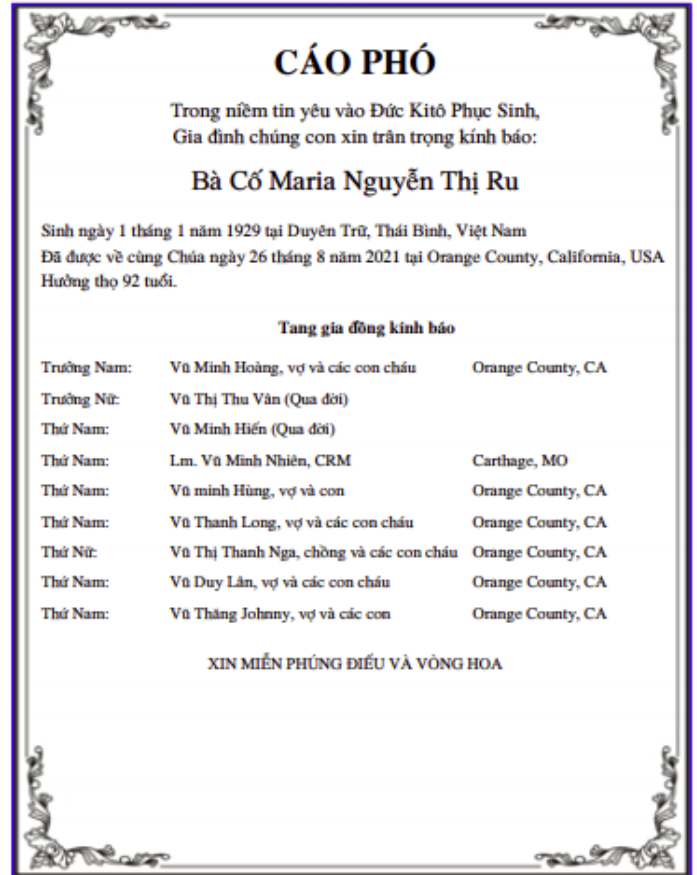 CÁO PHÓ
Trong niềm tin yêu vào Đức Kitô Phục Sinh,
Gia đình chúng con xin trân trọng kính báo:
Bà Cố Maria Nguyễn Thị Ru
Sinh ngày 1 tháng 1 năm 1929 tại Duyên Trữ, Thái Bình, Việt Nam
Đã được về cùng Chúa ngày 26 tháng 8 năm 2021 tại Orange County, California, USA
Hưởng thọ 92 tuổi.
Tang gia đồng kính báo
Trưởng Nam: Vũ Minh Hoàng, vợ và các con cháu Orange County, CA
Trưởng Nữ: Vũ Thị Thu Vân (Qua đời)
Thứ Nam: Vũ Minh Hiến (Qua đời)
Thứ Nam: Lm. Vũ Minh Nhiên, CRM Carthage, MO
Thứ Nam: Vũ minh Hùng, vợ và con Orange County, CA
Thứ Nam: Vũ Thanh Long, vợ và các con cháu Orange County, CA
Thứ Nữ: Vũ Thị Thanh Nga, chồng và các con cháu Orange County, CA
Thứ Nam: Vũ Duy Lân, vợ và các con cháu Orange County, CA
Thứ Nam: Vũ Thăng Johnny, vợ và các con Orange County, CA
XIN MIỄN PHÚNG ĐIẾU VÀ VÒNG HOA